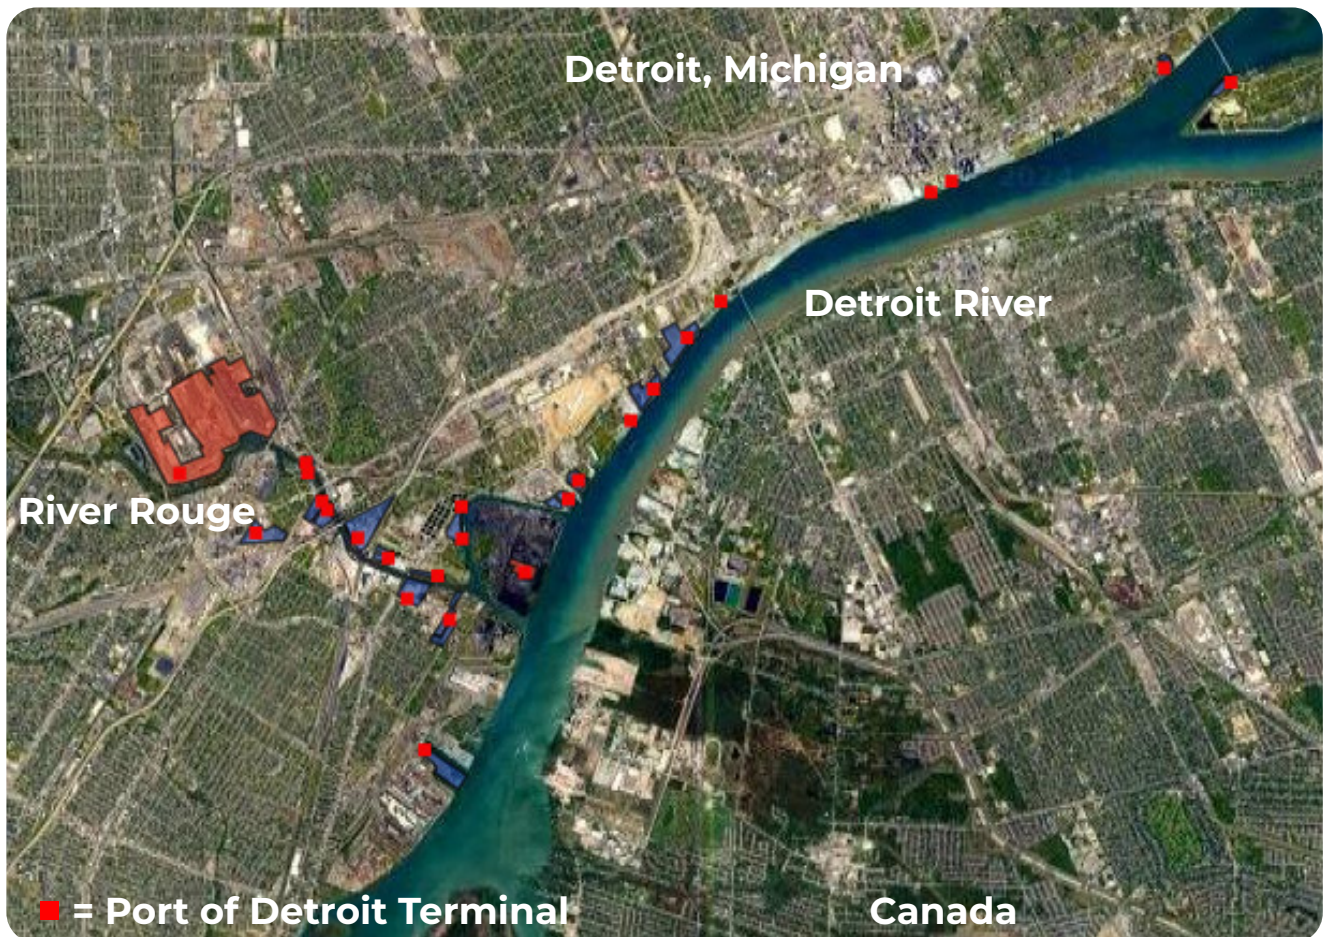 Detroit, Michigan
Detroit River
River Rouge
= Port of Detroit Terminal
Canada